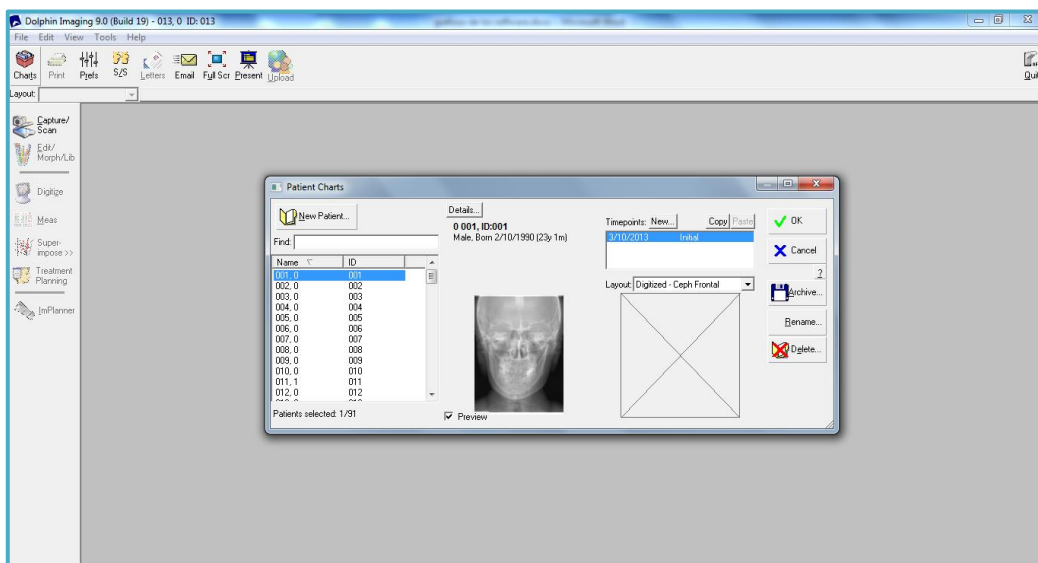 Dolphin Imaging 9.0 (Build 19) - 013, 0 ID: 013
File Edit View Tools Help
Charts Print Prefs S/S Letters Email Full Scr Present Upload Quit
Layout:
Capture/
Scan
Edit/
Morph/Lib
Digitize
Meas
Super-
impose >>
Treatment
Planning
ImPlanner
Patient Charts
New Patient...
Find:
Name ID
001, 0 001
002, 0 002
003, 0 003
004, 0 004
005, 0 005
006, 0 006
007, 0 007
008, 0 008
009, 0 009
010, 0 010
011, 1 011
012, 0 012
Patients selected: 1/91
Details...
0 001, ID:001
Male, Born 2/10/1990 (23y 1m)
Preview
Timepoints: New... Copy Paste
3/10/2013 Initial
Layout: Digitized - Ceph Frontal
OK
Cancel
?
Archive...
Rename...
Delete...